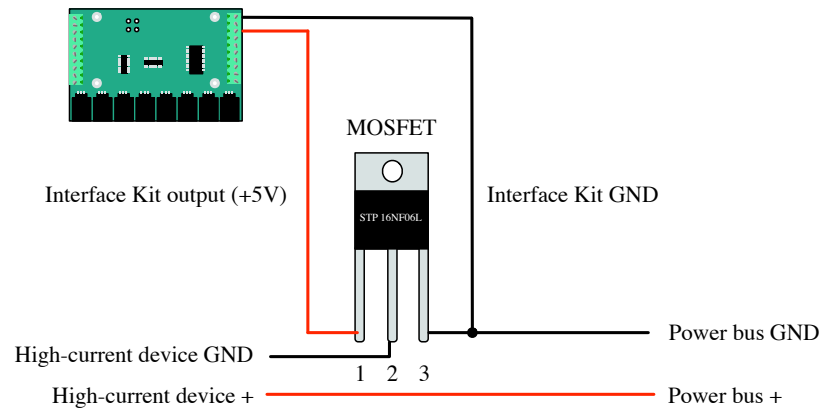 MOSFET
Interface Kit output (+5V)
STP 16NF06L
Interface Kit GND
Power bus GND
High-current device GND
1 2 3
High-current device +
Power bus +